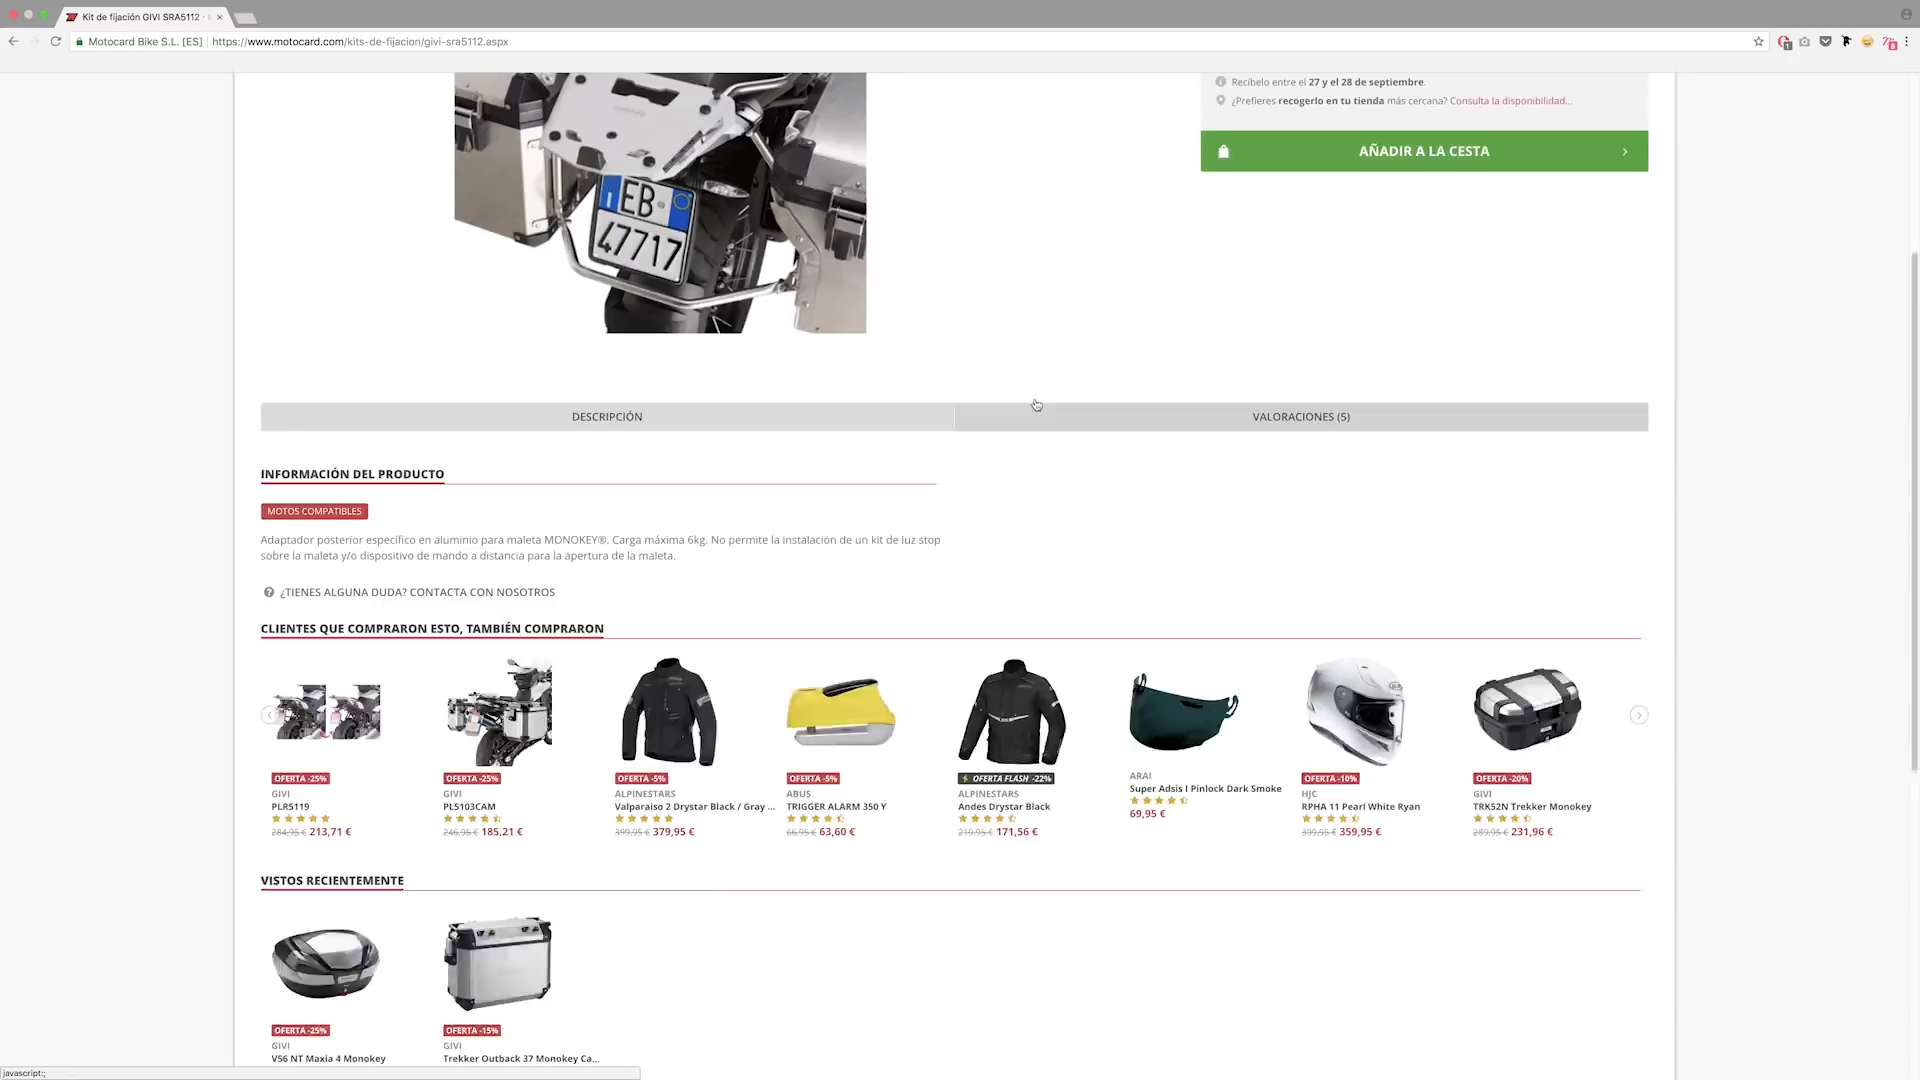 Kit de fijación GIVI SRA5112 -
Motocard Bike S.L. [ES] | https://www.motocard.com/kits-de-fijacion/givi-sra5112.aspx
Recíbelo entre el 27 y el 28 de septiembre.
¿Prefieres recogerlo en tu tienda más cercana? Consulta la disponibilidad...
AÑADIR A LA CESTA
EB
47717
DESCRIPCIÓN
VALORACIONES (5)
INFORMACIÓN DEL PRODUCTO
MOTOS COMPATIBLES
Adaptador posterior específico en aluminio para maleta MONOKEY®. Carga máxima 6kg. No permite la instalación de un kit de luz stop
sobre la maleta y/o dispositivo de mando a distancia para la apertura de la maleta.
¿TIENES ALGUNA DUDA? CONTACTA CON NOSOTROS
CLIENTES QUE COMPRARON ESTO, TAMBIÉN COMPRARON
OFERTA -25%
GIVI
PLR5119
284,95 € 213,71 €
OFERTA -25%
GIVI
PL5103CAM
246,95 € 185,21 €
OFERTA -5%
ALPINESTARS
Valparaiso 2 Drystar Black / Gray ...
399,95 € 379,95 €
OFERTA -5%
ABUS
TRIGGER ALARM 350 Y
66,95 € 63,60 €
OFERTA FLASH -22%
ALPINESTARS
Andes Drystar Black
219,95 € 171,56 €
ARAI
Super Adsis I Pinlock Dark Smoke
69,95 €
OFERTA -10%
HJC
RPHA 11 Pearl White Ryan
399,95 € 359,95 €
OFERTA -20%
GIVI
TRK52N Trekker Monokey
289,95 € 231,96 €
VISTOS RECIENTEMENTE
OFERTA -25%
GIVI
V56 NT Maxia 4 Monokey
OFERTA -15%
GIVI
Trekker Outback 37 Monokey Ca...
javascript:;